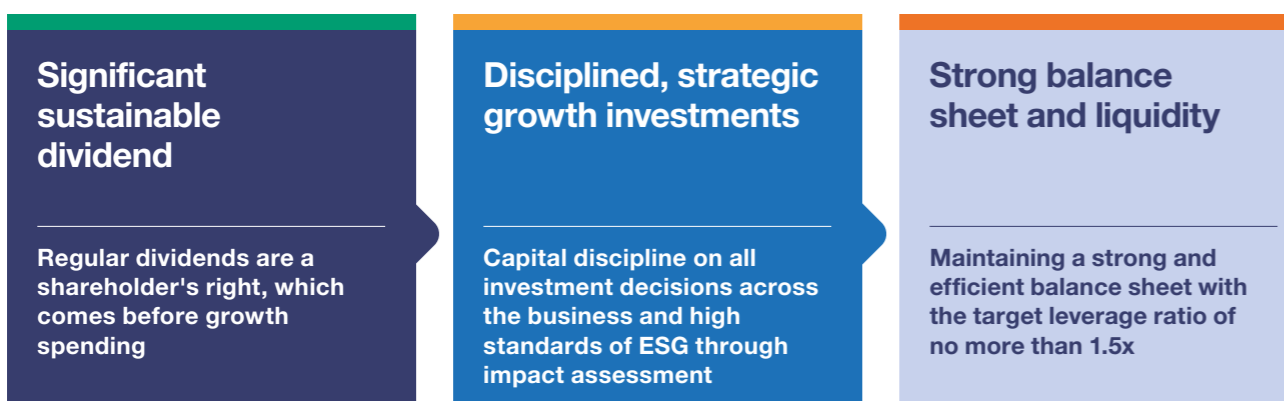 Significant
sustainable
dividend
Regular dividends are a
shareholder's right, which
comes before growth
spending
Disciplined, strategic
growth investments
Capital discipline on all
investment decisions across
the business and high
standards of ESG through
impact assessment
Strong balance
sheet and liquidity
Maintaining a strong and
efficient balance sheet with
the target leverage ratio of
no more than 1.5x